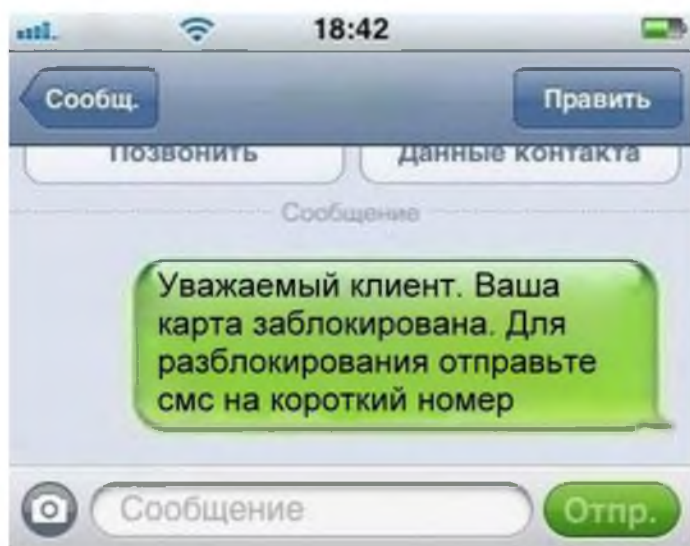 18:42
Сообщ. Править
Позвонить Данные контакта
Сообщение
Уважаемый клиент. Ваша
карта заблокирована. Для
разблокирования отправьте
смс на короткий номер
Сообщение Отпр.